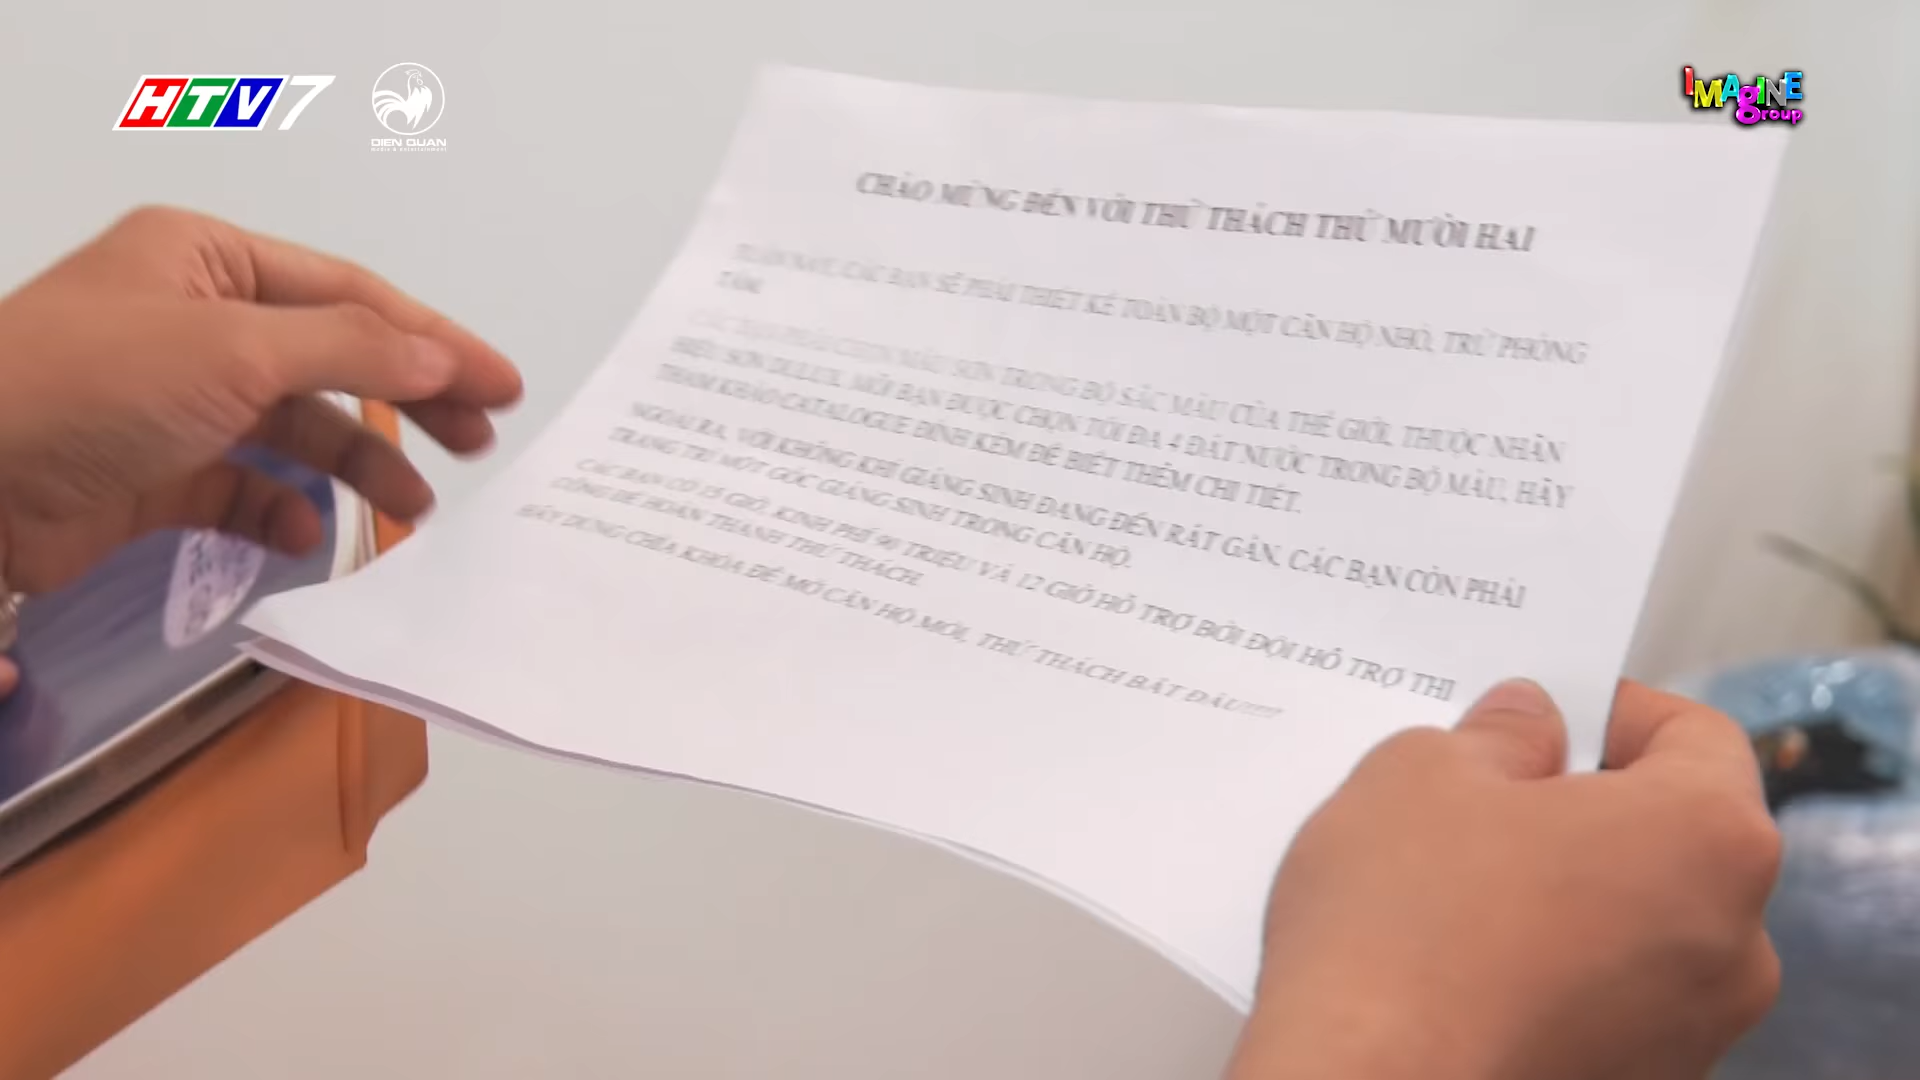 HTV7
DIEN QUAN
media & entertainment
IMAgINE
group
CHÀO MỪNG ĐẾN VỚI THỬ THÁCH THỨ MƯỜI HAI
TUẦN NÀY, CÁC BẠN SẼ PHẢI THIẾT KẾ TOÀN BỘ MỘT CĂN HỘ NHỎ, TRỪ PHÒNG
TẮM.
CÁC BẠN PHẢI CHỌN MÀU SƠN TRONG BỘ SẮC MÀU CỦA THẾ GIỚI, THUỘC NHÃN
HIỆU SƠN DULUX. MỖI BẠN ĐƯỢC CHỌN TỐI ĐA 4 ĐẤT NƯỚC TRONG BỘ MÀU, HÃY
THAM KHẢO CATALOGUE ĐÍNH KÈM ĐỂ BIẾT THÊM CHI TIẾT.
NGOÀI RA, VỚI KHÔNG KHÍ GIÁNG SINH ĐANG ĐẾN RẤT GẦN, CÁC BẠN CÒN PHẢI
TRANG TRÍ MỘT GÓC GIÁNG SINH TRONG CĂN HỘ.
CÁC BẠN CÓ 15 GIỜ, KINH PHÍ 90 TRIỆU VÀ 12 GIỜ HỖ TRỢ BỞI ĐỘI HỖ TRỢ THI
CÔNG ĐỂ HOÀN THÀNH THỬ THÁCH.
HÃY DÙNG CHÌA KHÓA ĐỂ MỞ CĂN HỘ MỚI, THỬ THÁCH BẮT ĐẦU!!!!!